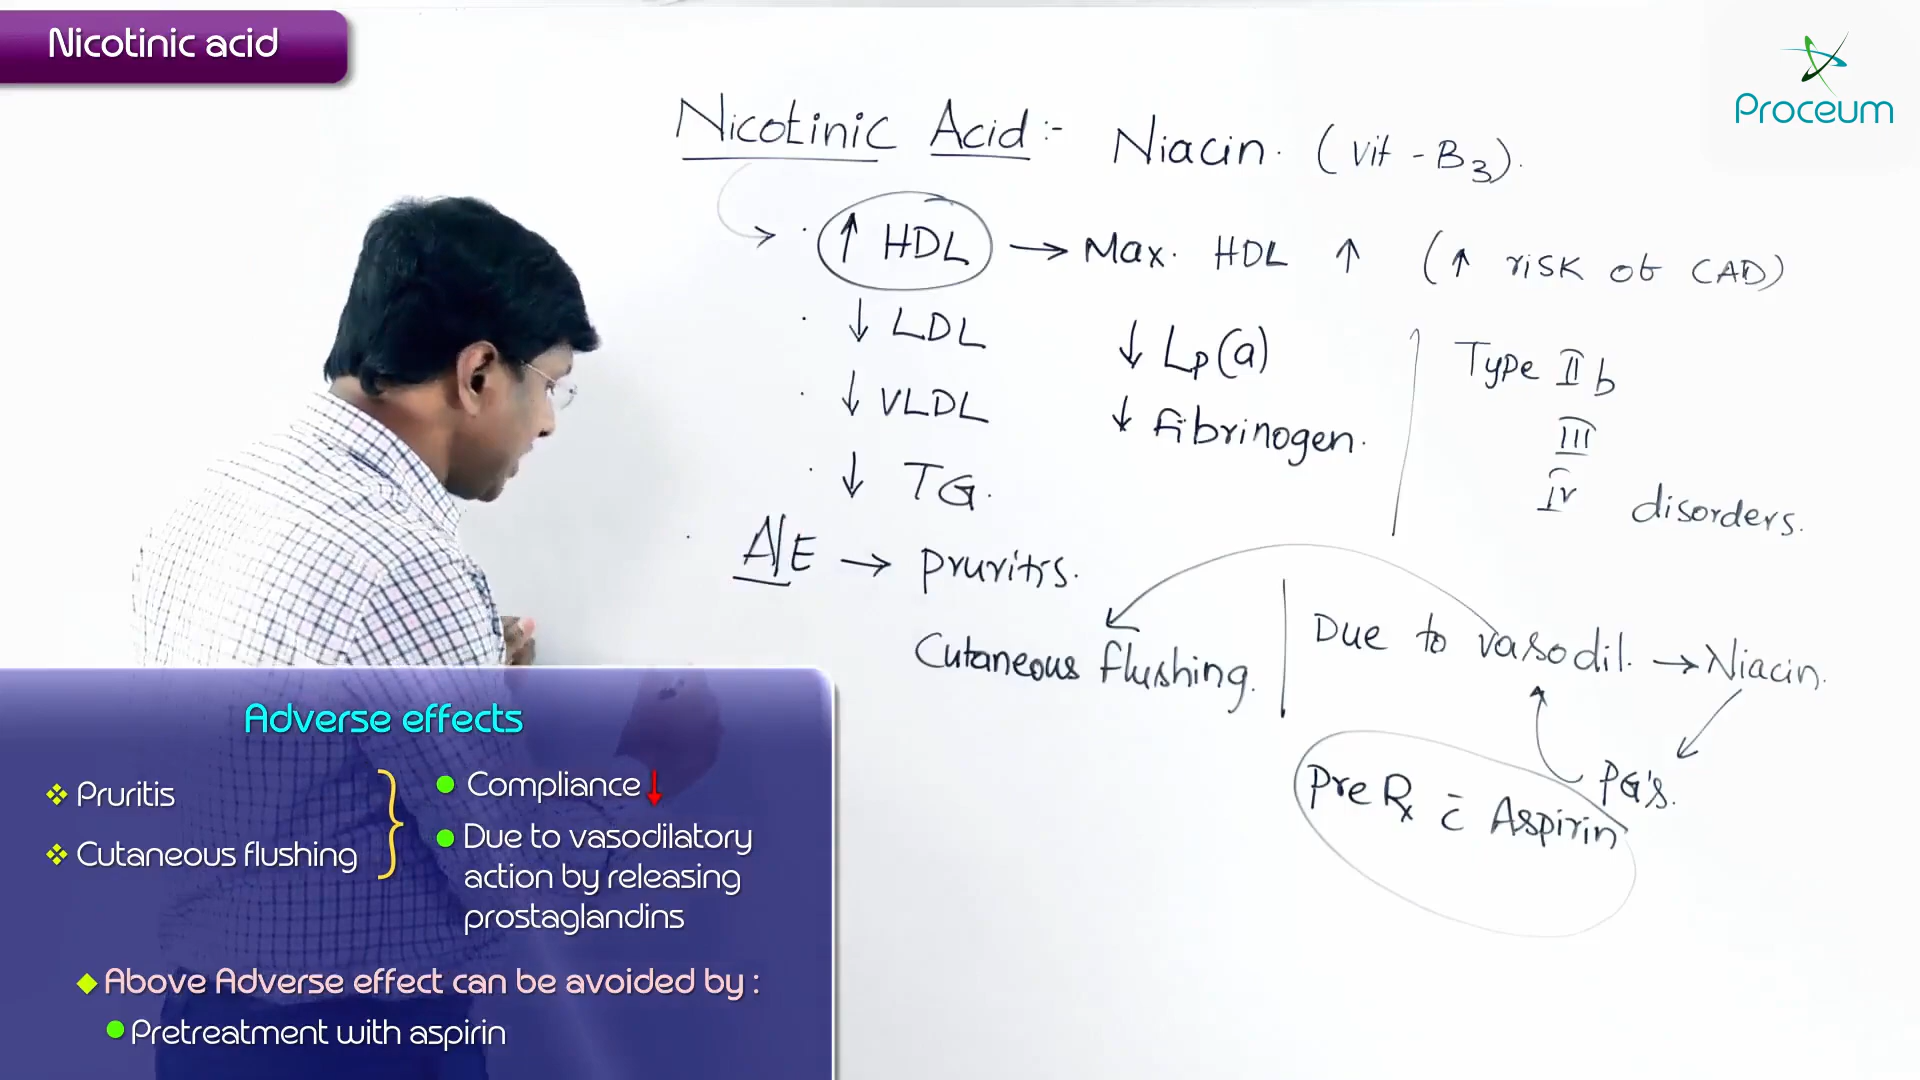 Nicotinic acid
Proceum
Nicotinic Acid :- Niacin. (Vit - B3).
↑ HDL → Max. HDL ↑ (↑ risk of CAD)
↓ LDL
↓ VLDL
↓ TG.
↓ Lp(a)
↓ fibrinogen.
Type II b
III
IV disorders.
A/E → pruritis.
Cutaneous flushing.
Due to vasodil. → Niacin.
PG's.
Pre Rx c̄ Aspirin
Adverse effects
❖ Pruritis
❖ Cutaneous flushing
● Compliance ↓
● Due to vasodilatory
action by releasing
prostaglandins
◆ Above Adverse effect can be avoided by :
● Pretreatment with aspirin